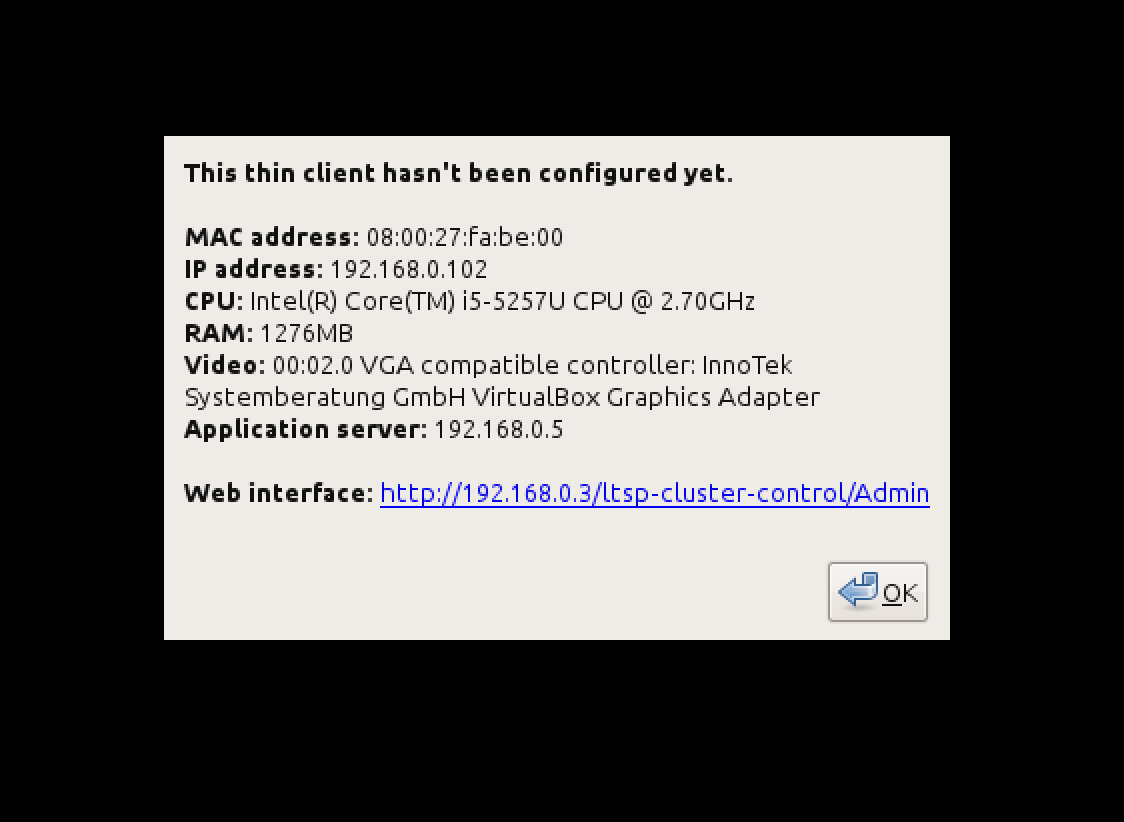 This thin client hasn't been configured yet.
MAC address: 08:00:27:fa:be:00
IP address: 192.168.0.102
CPU: Intel(R) Core(TM) i5-5257U CPU @ 2.70GHz
RAM: 1276MB
Video: 00:02.0 VGA compatible controller: InnoTek
Systemberatung GmbH VirtualBox Graphics Adapter
Application server: 192.168.0.5
Web interface: http://192.168.0.3/ltsp-cluster-control/Admin
OK